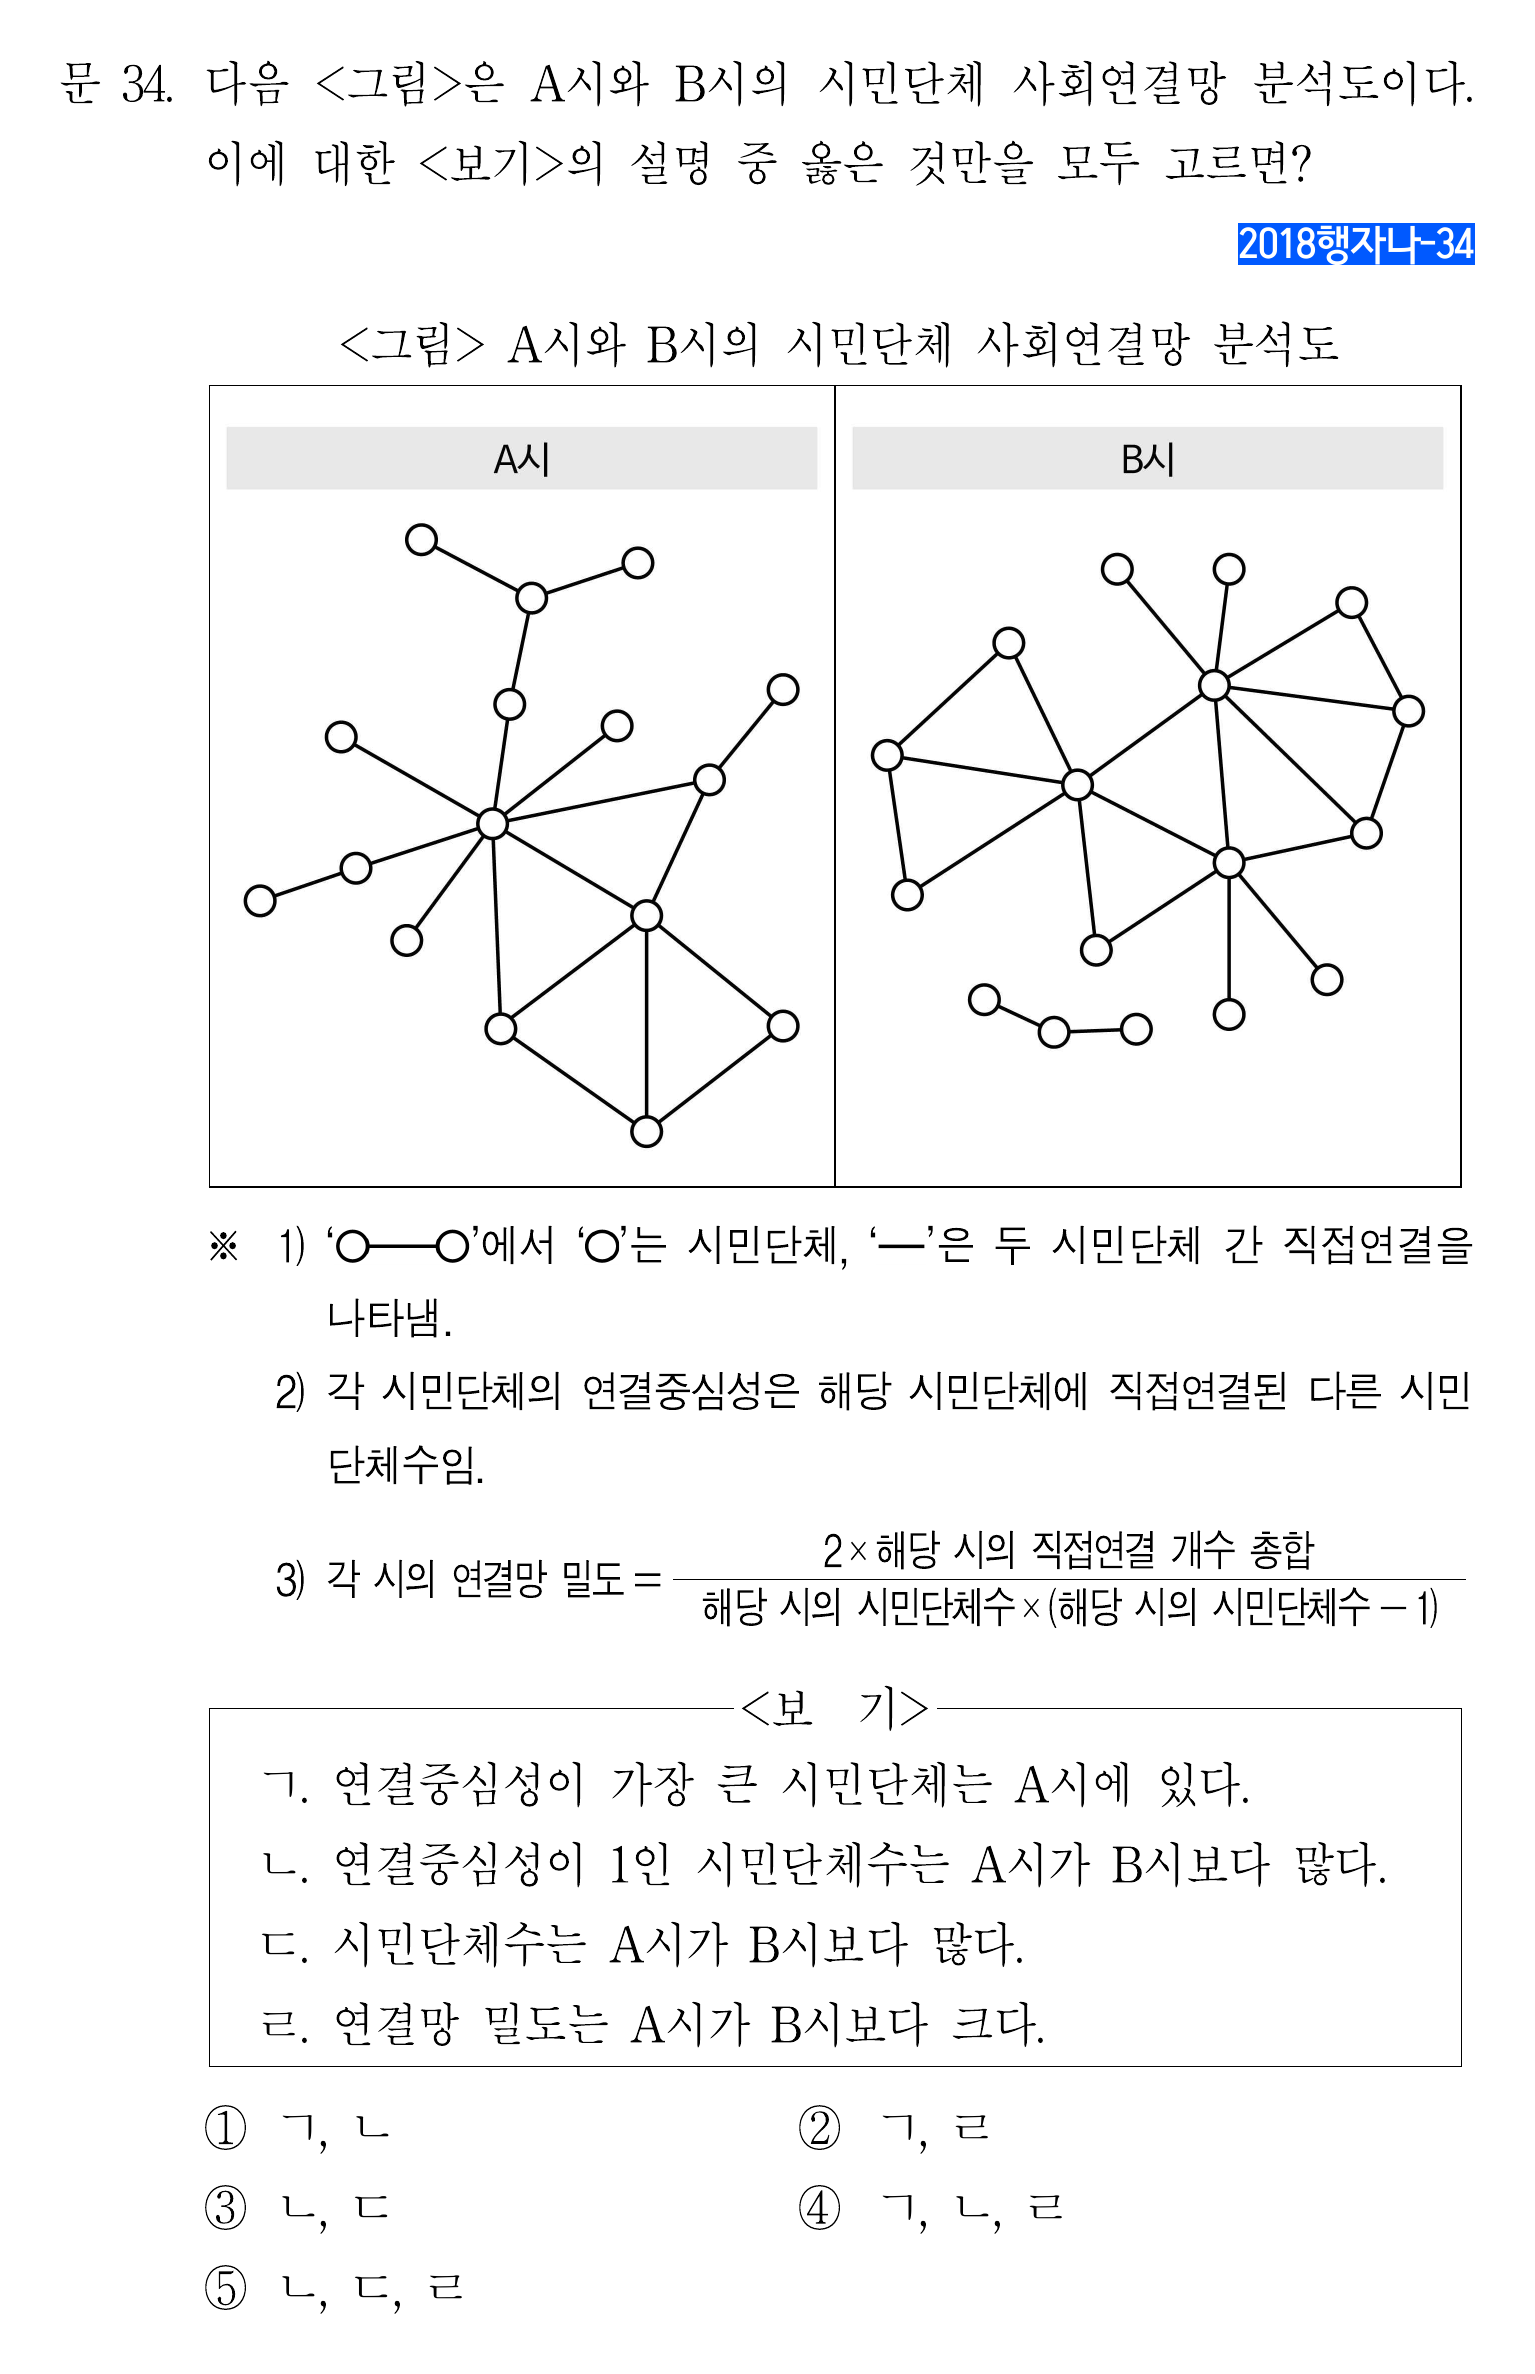 문 34. 다음 <그림>은 A시와 B시의 시민단체 사회연결망 분석도이다.
이에 대한 <보기>의 설명 중 옳은 것만을 모두 고르면?
2018행자나-34
<그림> A시와 B시의 시민단체 사회연결망 분석도
A시
B시
※ 1) ‘○─○’에서 ‘○’는 시민단체, ‘─’은 두 시민단체 간 직접연결을
나타냄.
2) 각 시민단체의 연결중심성은 해당 시민단체에 직접연결된 다른 시민
단체수임.
3) 각 시의 연결망 밀도 =
2 × 해당 시의 직접연결 개수 총합
해당 시의 시민단체수 × (해당 시의 시민단체수 - 1)
<보 기>
ㄱ. 연결중심성이 가장 큰 시민단체는 A시에 있다.
ㄴ. 연결중심성이 1인 시민단체수는 A시가 B시보다 많다.
ㄷ. 시민단체수는 A시가 B시보다 많다.
ㄹ. 연결망 밀도는 A시가 B시보다 크다.
① ㄱ, ㄴ
② ㄱ, ㄹ
③ ㄴ, ㄷ
④ ㄱ, ㄴ, ㄹ
⑤ ㄴ, ㄷ, ㄹ